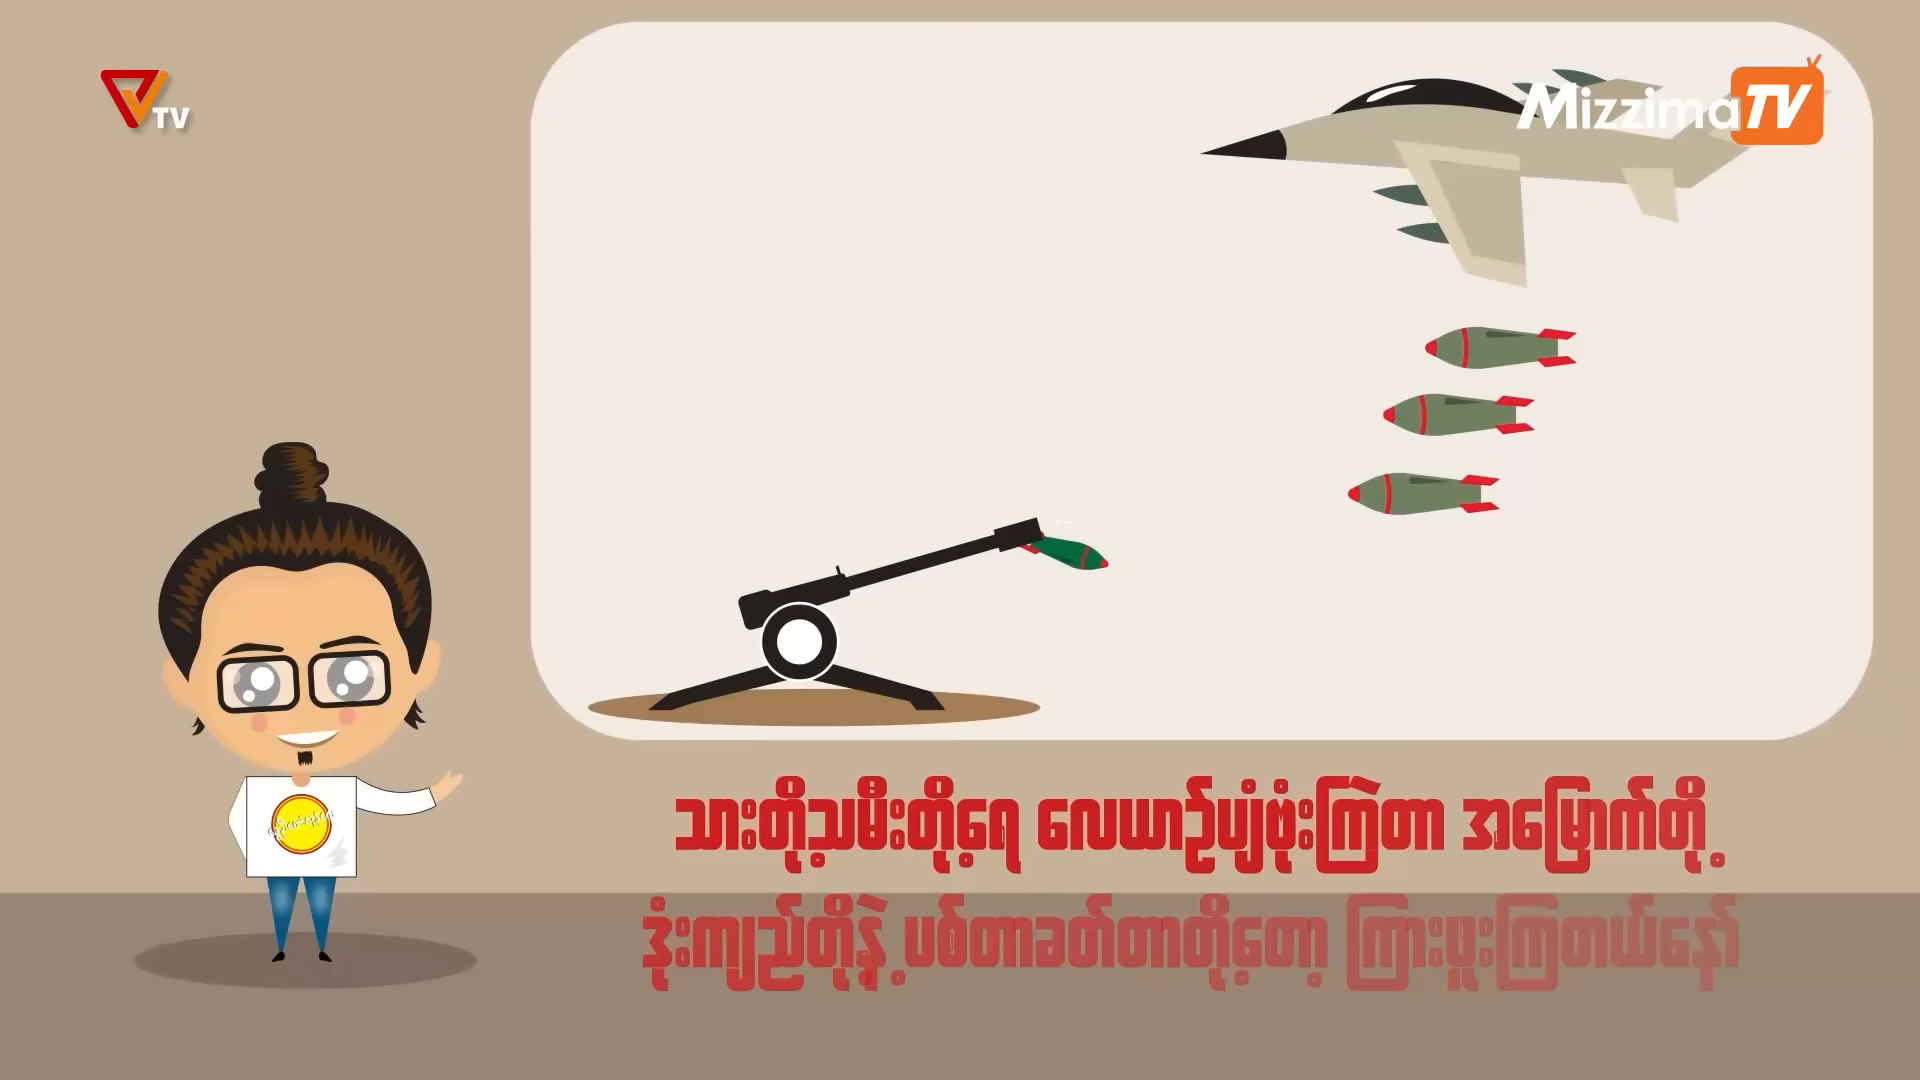 TV
MizzimaTV
သားတို့သမီးတို့ရေ လေယာဉ်ပျံဗုံးကြဲတာ အမြောက်တို့
ဒုံးကျည်တို့နဲ့ ပစ်တာခတ်တာတို့တော့ ကြားဖူးကြတယ်နော်